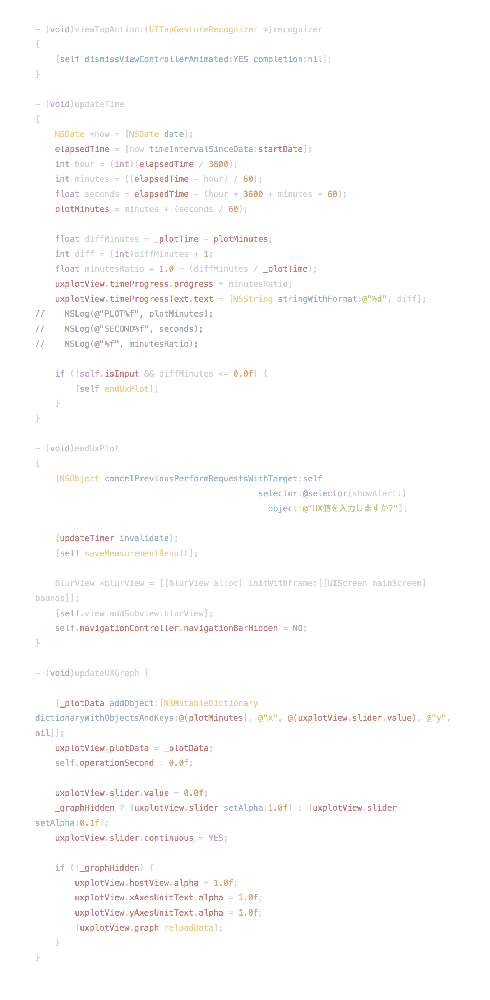 - (void)viewTapAction:(UITapGestureRecognizer *)recognizer
{
    [self dismissViewControllerAnimated:YES completion:nil];
}

- (void)updateTime
{
    NSDate *now = [NSDate date];
    elapsedTime = [now timeIntervalSinceDate:startDate];
    int hour = (int)(elapsedTime / 3600);
    int minutes = ((elapsedTime - hour) / 60);
    float seconds = elapsedTime - (hour * 3600 + minutes * 60);
    plotMinutes = minutes + (seconds / 60);

    float diffMinutes = _plotTime - plotMinutes;
    int diff = (int)diffMinutes + 1;
    float minutesRatio = 1.0 - (diffMinutes / _plotTime);
    uxplotView.timeProgress.progress = minutesRatio;
    uxplotView.timeProgressText.text = [NSString stringWithFormat:@"%d", diff];
//    NSLog(@"PLOT%f", plotMinutes);
//    NSLog(@"SECOND%f", seconds);
//    NSLog(@"%f", minutesRatio);

    if (!self.isInput && diffMinutes <= 0.0f) {
        [self endUxPlot];
    }
}

- (void)endUxPlot
{
    [NSObject cancelPreviousPerformRequestsWithTarget:self
                                             selector:@selector(showAlert:)
                                               object:@"UX値を入力しますか?"];

    [updateTimer invalidate];
    [self saveMeasurementResult];

    BlurView *blurView = [[BlurView alloc] initWithFrame:[[UIScreen mainScreen]
bounds]];
    [self.view addSubview:blurView];
    self.navigationController.navigationBarHidden = NO;
}

- (void)updateUXGraph {

    [_plotData addObject:[NSMutableDictionary
dictionaryWithObjectsAndKeys:@(plotMinutes), @"x", @(uxplotView.slider.value), @"y",
nil]];
    uxplotView.plotData = _plotData;
    self.operationSecond = 0.0f;

    uxplotView.slider.value = 0.0f;
    _graphHidden ? [uxplotView.slider setAlpha:1.0f] : [uxplotView.slider
setAlpha:0.1f];
    uxplotView.slider.continuous = YES;

    if (!_graphHidden) {
        uxplotView.hostView.alpha = 1.0f;
        uxplotView.xAxesUnitText.alpha = 1.0f;
        uxplotView.yAxesUnitText.alpha = 1.0f;
        [uxplotView.graph reloadData];
    }
}